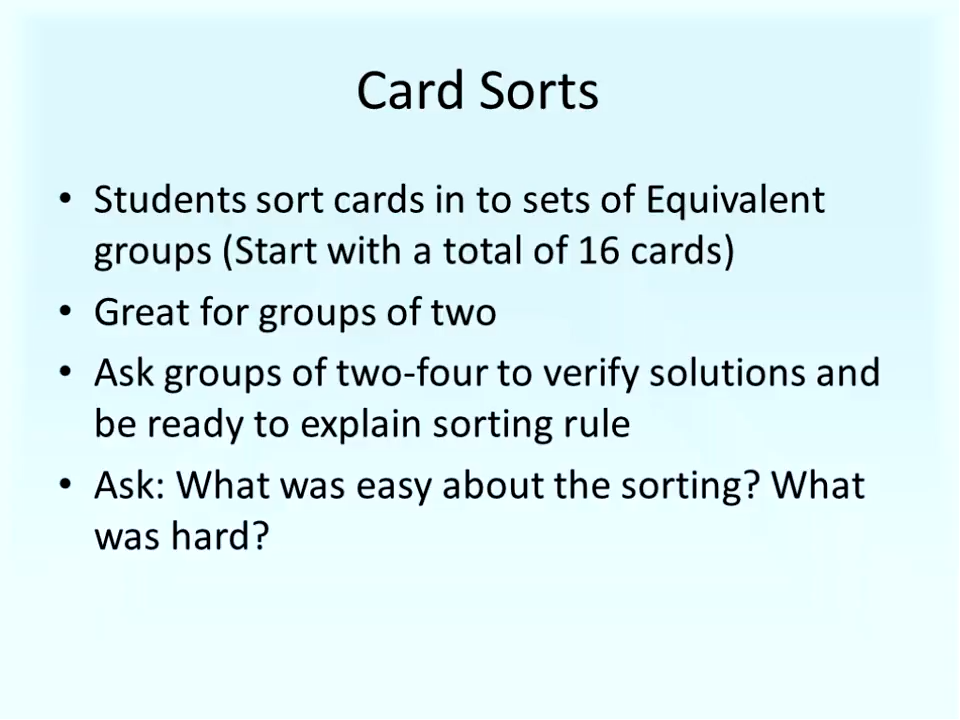 Card Sorts
• Students sort cards in to sets of Equivalent
groups (Start with a total of 16 cards)
• Great for groups of two
• Ask groups of two-four to verify solutions and
be ready to explain sorting rule
• Ask: What was easy about the sorting? What
was hard?